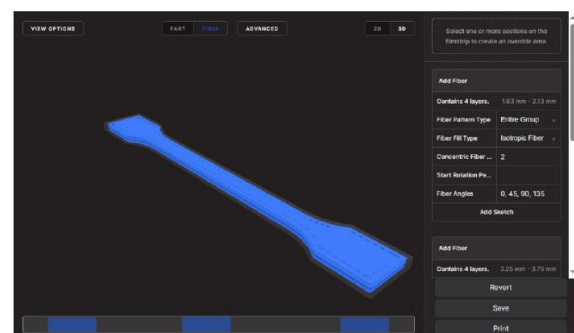 VIEW OPTIONS
PART FIBER ADVANCED
2D 3D
Select one or more sections on the
filmstrip to create an override area.
Add Fiber
Contains 4 layers. 1.63 mm - 2.13 mm
Fiber Pattern Type Entire Group
Fiber Fill Type Isotropic Fiber
Concentric Fiber ... 2
Start Rotation Pe...
Fiber Angles 0, 45, 90, 135
Add Sketch
Add Fiber
Contains 4 layers. 3.25 mm - 3.75 mm
Revert
Save
Print